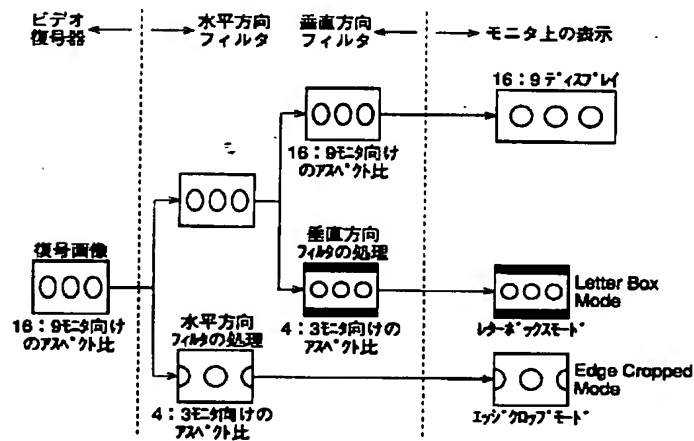 ビデオ
復号器
水平方向
フィルタ
垂直方向
フィルタ
モニタ上の表示
16:9ディスプレイ
16:9モニタ向け
のアスペクト比
復号画像
16:9モニタ向け
のアスペクト比
垂直方向
フィルタの処理
4:3モニタ向けの
アスペクト比
Letter Box
Mode
レターボックスモード
水平方向
フィルタの処理
4:3モニタ向けの
アスペクト比
Edge Cropped
Mode
エッジクロップモード